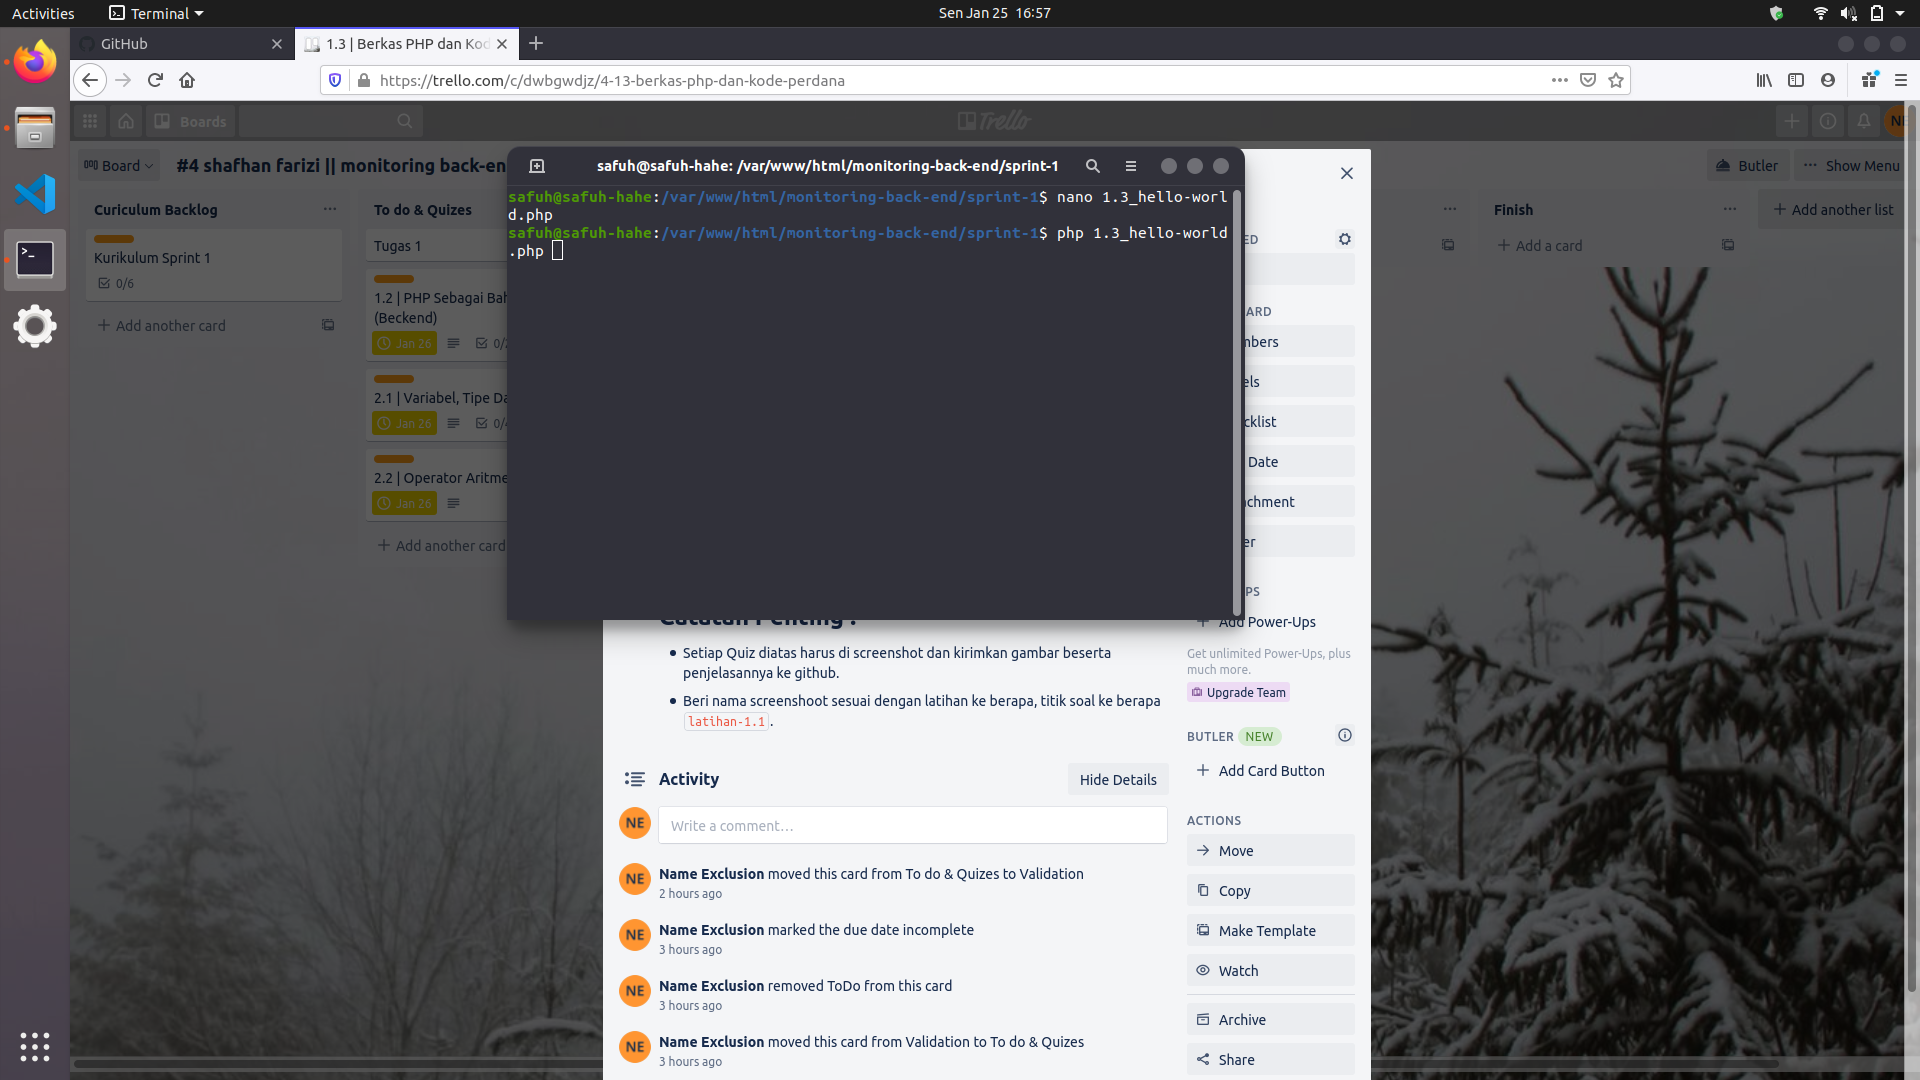 Activities
Terminal
Sen Jan 25 16:57
GitHub
1.3 | Berkas PHP dan Kod
https://trello.com/c/dwbgwdjz/4-13-berkas-php-dan-kode-perdana
Boards
Trello
NE
Board
#4 shafhan farizi || monitoring back-en
Butler
Show Menu
Curiculum Backlog
Kurikulum Sprint 1
0/6
Add another card
To do & Quizes
Tugas 1
1.2 | PHP Sebagai Bah
(Beckend)
Jan 26
2.1 | Variabel, Tipe Da
Jan 26
2.2 | Operator Aritme
Jan 26
Add another card
safuh@safuh-hahe: /var/www/html/monitoring-back-end/sprint-1
safuh@safuh-hahe:/var/www/html/monitoring-back-end/sprint-1$ nano 1.3_hello-worl
d.php
safuh@safuh-hahe:/var/www/html/monitoring-back-end/sprint-1$ php 1.3_hello-world
.php
Finish
Add a card
Add another list
ED
ARD
mbers
els
cklist
Date
achment
er
PS
Add Power-Ups
Get unlimited Power-Ups, plus
much more.
Upgrade Team
BUTLER NEW
Add Card Button
ACTIONS
Move
Copy
Make Template
Watch
Archive
Share
Catatan Penting :
Setiap Quiz diatas harus di screenshot dan kirimkan gambar beserta
penjelasannya ke github.
Beri nama screenshoot sesuai dengan latihan ke berapa, titik soal ke berapa
latihan-1.1.
Activity
Hide Details
NE
Write a comment…
NE
Name Exclusion moved this card from To do & Quizes to Validation
2 hours ago
NE
Name Exclusion marked the due date incomplete
3 hours ago
NE
Name Exclusion removed ToDo from this card
3 hours ago
NE
Name Exclusion moved this card from Validation to To do & Quizes
3 hours ago